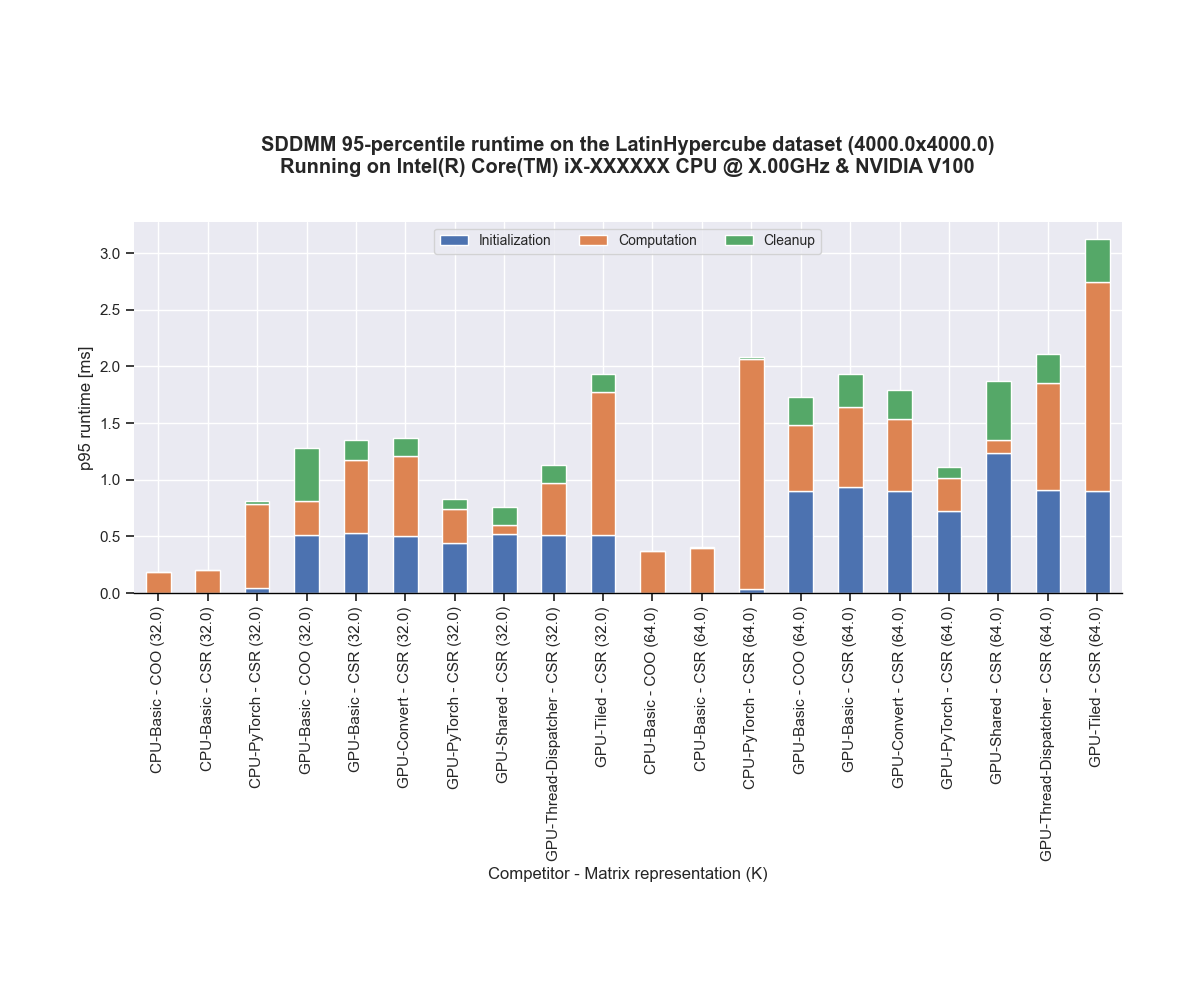 SDDMM 95-percentile runtime on the LatinHypercube dataset (4000.0x4000.0)
Running on Intel(R) Core(TM) iX-XXXXXX CPU @ X.00GHz & NVIDIA V100
Initialization
Computation
Cleanup
p95 runtime [ms]
3.0
2.5
2.0
1.5
1.0
0.5
0.0
CPU-Basic - COO (32.0)
CPU-Basic - CSR (32.0)
CPU-PyTorch - CSR (32.0)
GPU-Basic - COO (32.0)
GPU-Basic - CSR (32.0)
GPU-Convert - CSR (32.0)
GPU-PyTorch - CSR (32.0)
GPU-Shared - CSR (32.0)
GPU-Thread-Dispatcher - CSR (32.0)
GPU-Tiled - CSR (32.0)
CPU-Basic - COO (64.0)
CPU-Basic - CSR (64.0)
CPU-PyTorch - CSR (64.0)
GPU-Basic - COO (64.0)
GPU-Basic - CSR (64.0)
GPU-Convert - CSR (64.0)
GPU-PyTorch - CSR (64.0)
GPU-Shared - CSR (64.0)
GPU-Thread-Dispatcher - CSR (64.0)
GPU-Tiled - CSR (64.0)
Competitor - Matrix representation (K)